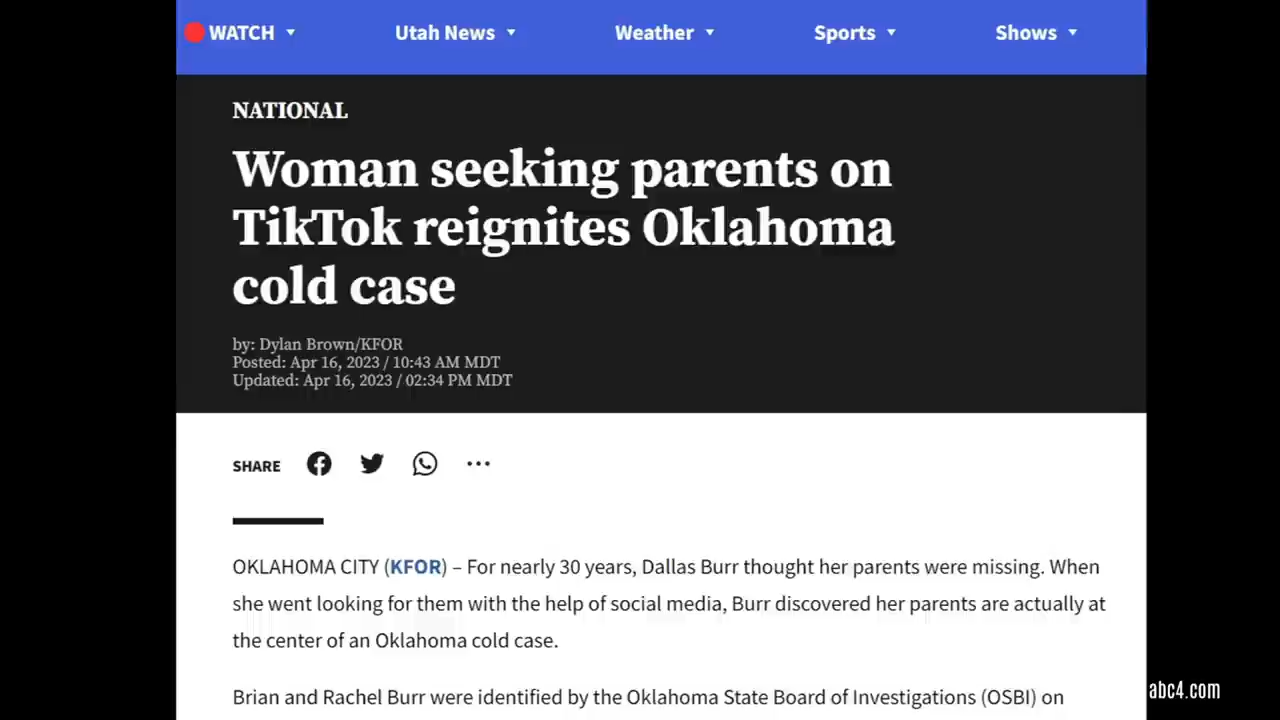 WATCH Utah News Weather Sports Shows
NATIONAL
Woman seeking parents on
TikTok reignites Oklahoma
cold case
by: Dylan Brown/KFOR
Posted: Apr 16, 2023 / 10:43 AM MDT
Updated: Apr 16, 2023 / 02:34 PM MDT
SHARE
OKLAHOMA CITY (KFOR) – For nearly 30 years, Dallas Burr thought her parents were missing. When
she went looking for them with the help of social media, Burr discovered her parents are actually at
the center of an Oklahoma cold case.
Brian and Rachel Burr were identified by the Oklahoma State Board of Investigations (OSBI) on
abc4.com